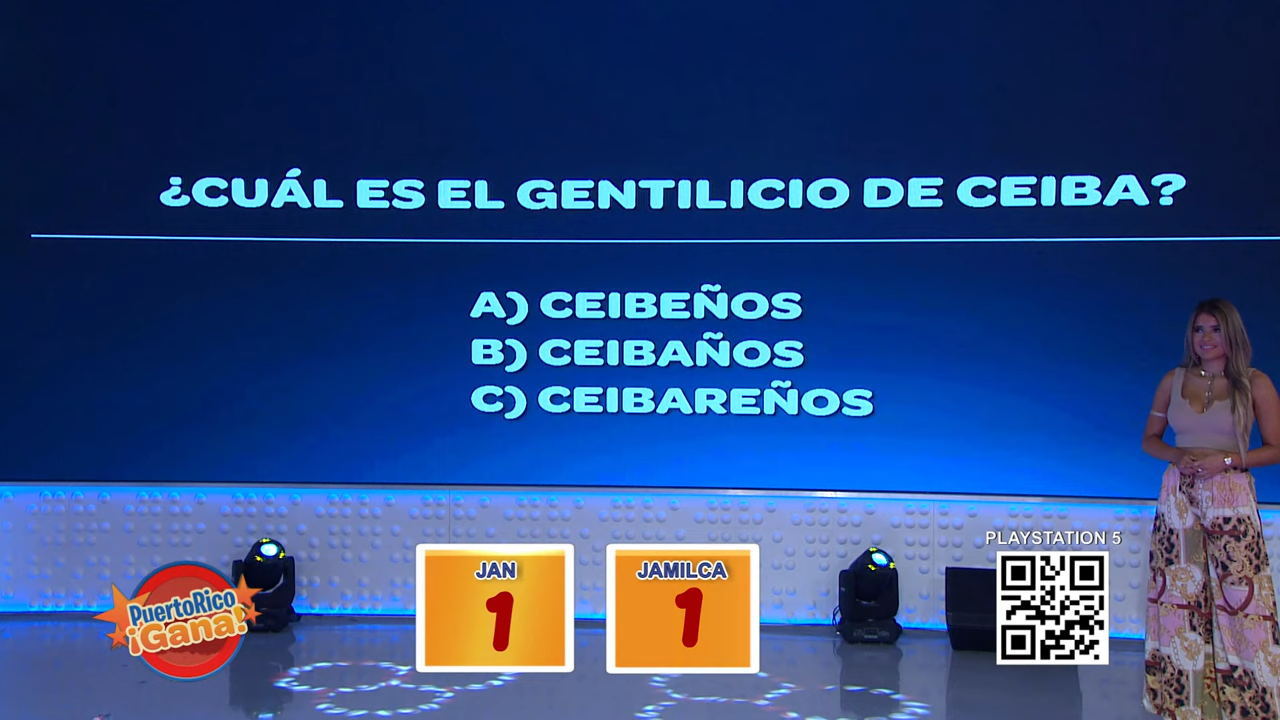 ¿CUÁL ES EL GENTILICIO DE CEIBA?
A) CEIBEÑOS
B) CEIBAÑOS
C) CEIBAREÑOS
PLAYSTATION 5
JAN
1
JAMILCA
1
PuertoRico
¡Gana!